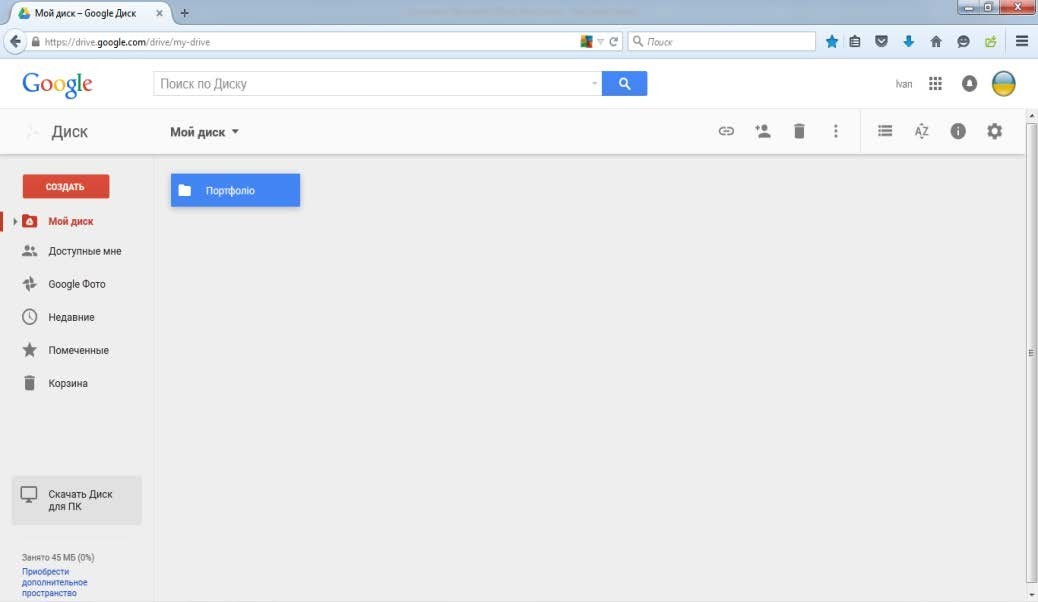 Мой диск – Google Диск
https://drive.google.com/drive/my-drive
Поиск
Google
Поиск по Диску
Ivan
Диск
Мой диск
AZ
СОЗДАТЬ
Портфоліо
Мой диск
Доступные мне
Google Фото
Недавние
Помеченные
Корзина
Скачать Диск
для ПК
Занято 45 МБ (0%)
Приобрести
дополнительное
пространство